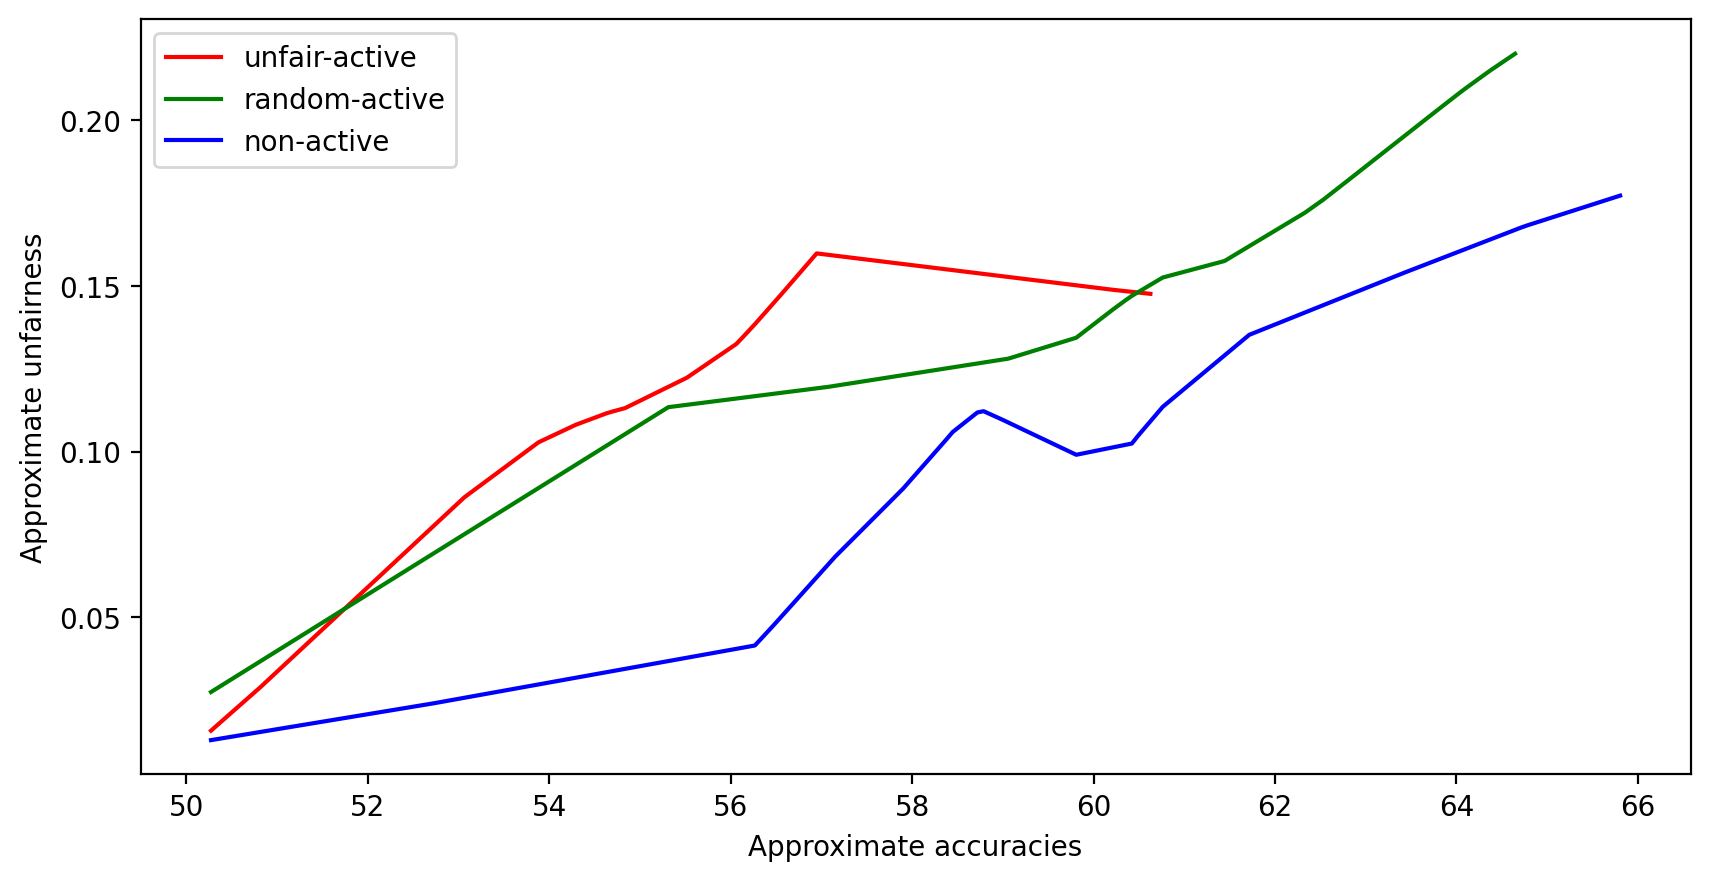 unfair-active
random-active
non-active
0.20
0.15
0.10
0.05
Approximate unfairness
50 52 54 56 58 60 62 64 66
Approximate accuracies